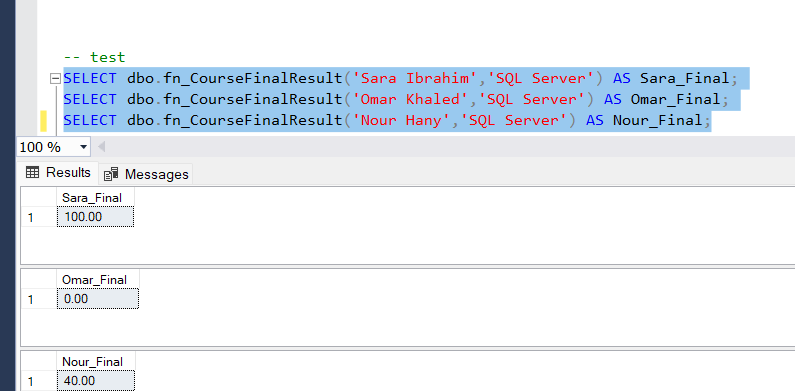 -- test
SELECT dbo.fn_CourseFinalResult('Sara Ibrahim','SQL Server') AS Sara_Final;
SELECT dbo.fn_CourseFinalResult('Omar Khaled','SQL Server') AS Omar_Final;
SELECT dbo.fn_CourseFinalResult('Nour Hany','SQL Server') AS Nour_Final;
100 %
Results Messages
Sara_Final
1 100.00
Omar_Final
1 0.00
Nour_Final
1 40.00